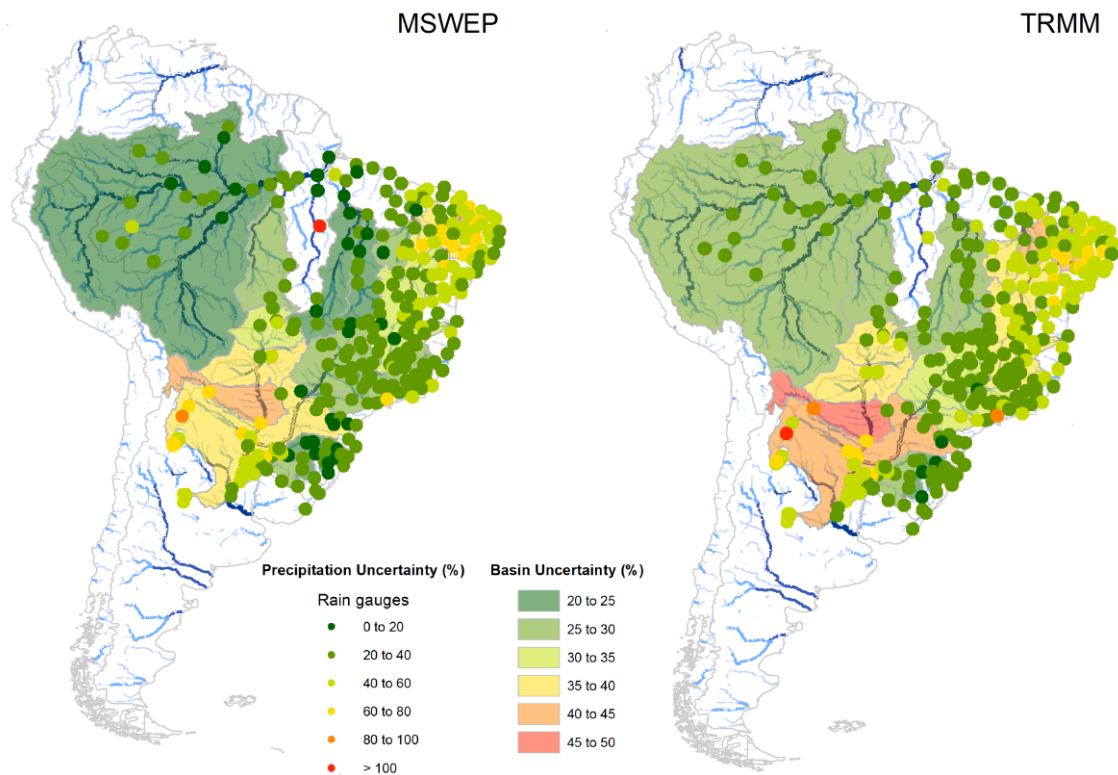 MSWEP
TRMM
Precipitation Uncertainty (%)
Rain gauges
0 to 20
20 to 40
40 to 60
60 to 80
80 to 100
> 100
Basin Uncertainty (%)
20 to 25
25 to 30
30 to 35
35 to 40
40 to 45
45 to 50